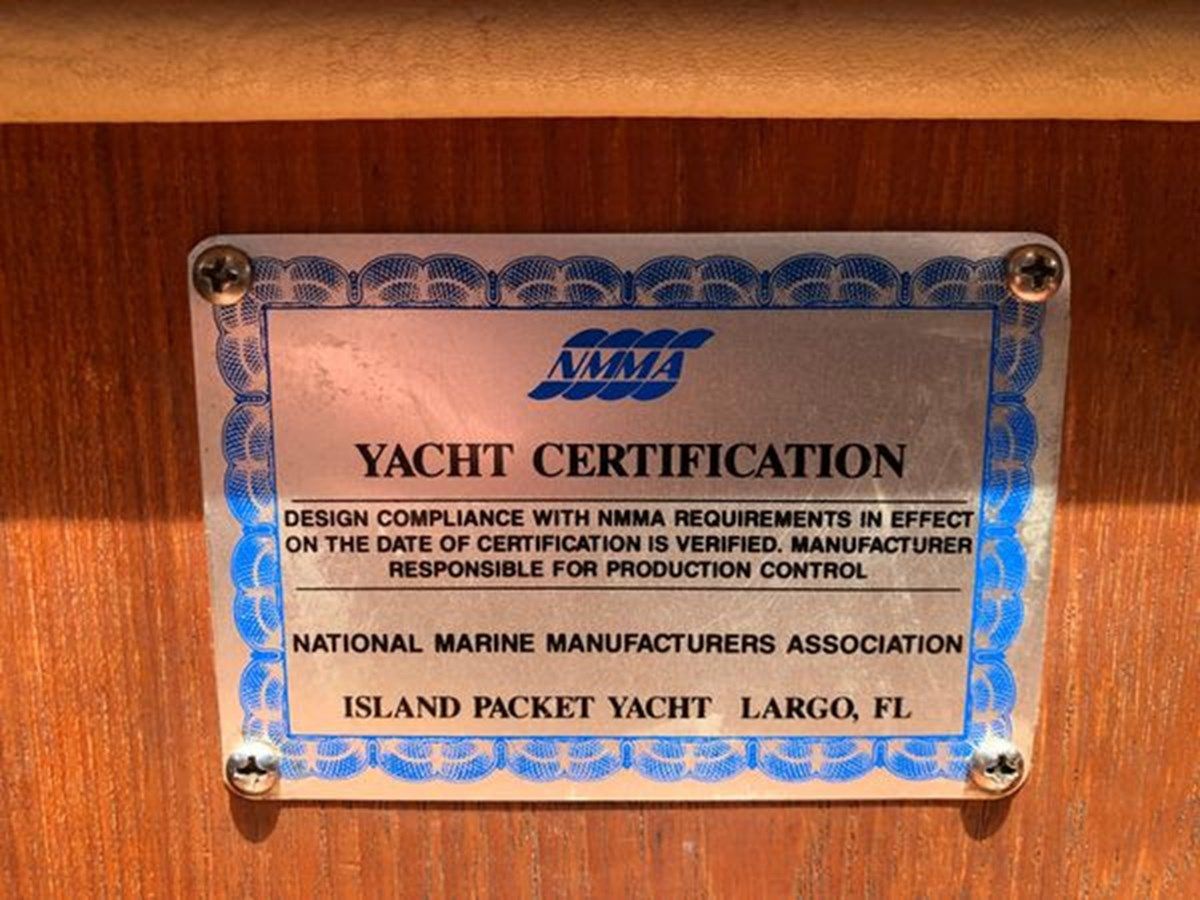 NMMA
YACHT CERTIFICATION
DESIGN COMPLIANCE WITH NMMA REQUIREMENTS IN EFFECT
ON THE DATE OF CERTIFICATION IS VERIFIED. MANUFACTURER
RESPONSIBLE FOR PRODUCTION CONTROL
NATIONAL MARINE MANUFACTURERS ASSOCIATION
ISLAND PACKET YACHT LARGO, FL